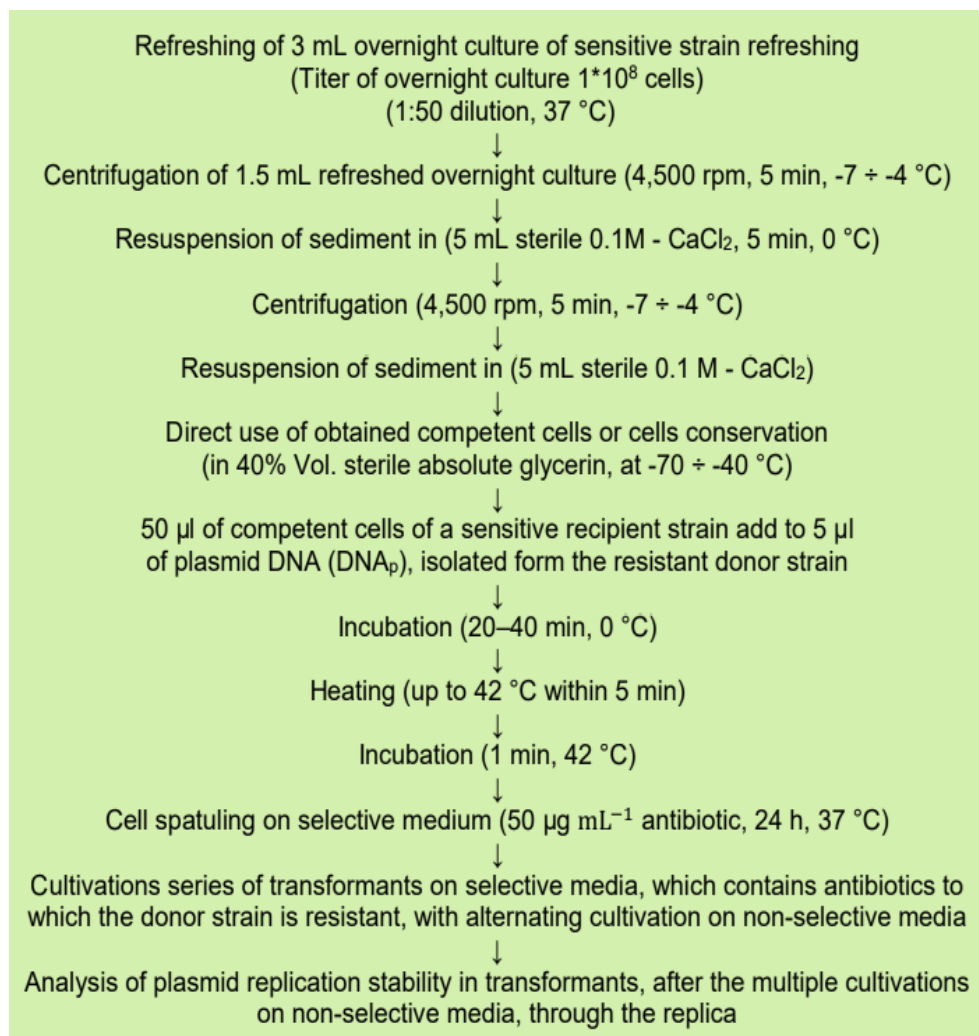 Refreshing of 3 mL overnight culture of sensitive strain refreshing
(Titer of overnight culture 1*10⁸ cells)
(1:50 dilution, 37 °C)
↓
Centrifugation of 1.5 mL refreshed overnight culture (4,500 rpm, 5 min, -7 ÷ -4 °C)
↓
Resuspension of sediment in (5 mL sterile 0.1M - CaCl₂, 5 min, 0 °C)
↓
Centrifugation (4,500 rpm, 5 min, -7 ÷ -4 °C)
↓
Resuspension of sediment in (5 mL sterile 0.1 M - CaCl₂)
↓
Direct use of obtained competent cells or cells conservation
(in 40% Vol. sterile absolute glycerin, at -70 ÷ -40 °C)
↓
50 µl of competent cells of a sensitive recipient strain add to 5 µl
of plasmid DNA (DNAₚ), isolated form the resistant donor strain
↓
Incubation (20–40 min, 0 °C)
↓
Heating (up to 42 °C within 5 min)
↓
Incubation (1 min, 42 °C)
↓
Cell spatuling on selective medium (50 µg mL⁻¹ antibiotic, 24 h, 37 °C)
↓
Cultivations series of transformants on selective media, which contains antibiotics to
which the donor strain is resistant, with alternating cultivation on non-selective media
↓
Analysis of plasmid replication stability in transformants, after the multiple cultivations
on non-selective media, through the replica